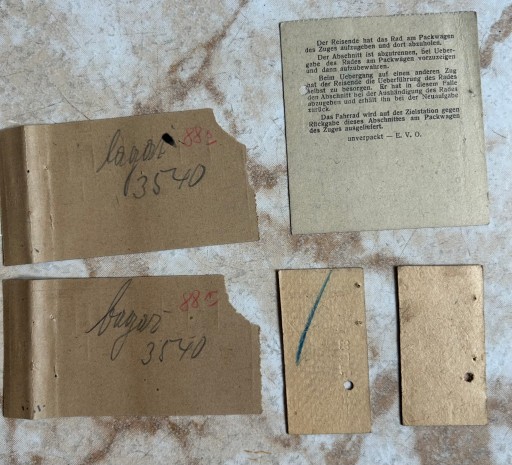 Der Reisende hat das Rad am Packwagen
des Zuges aufzugeben und dort abzuholen.
Der Abschnitt ist abzutrennen, bei Ueber-
gabe das Rades am Packwagen vorzuzeigen
und dann aufzubewahren.
Beim Uebergang auf einen anderen Zug
hat der Reisende die Ueberführung des Rades
selbst zu besorgen. Er hat in diesem Falle
den Abschnitt bei der Aushändigung des Rades
abzugeben und erhält ihn bei der Neuaufgabe
zurück.
Das Fahrrad wird auf der Zielstation gegen
Rückgabe dieses Abschnittes am Packwagen
des Zuges ausgeliefert.
unverpackt — E. V. O.
882
3540
882
3540